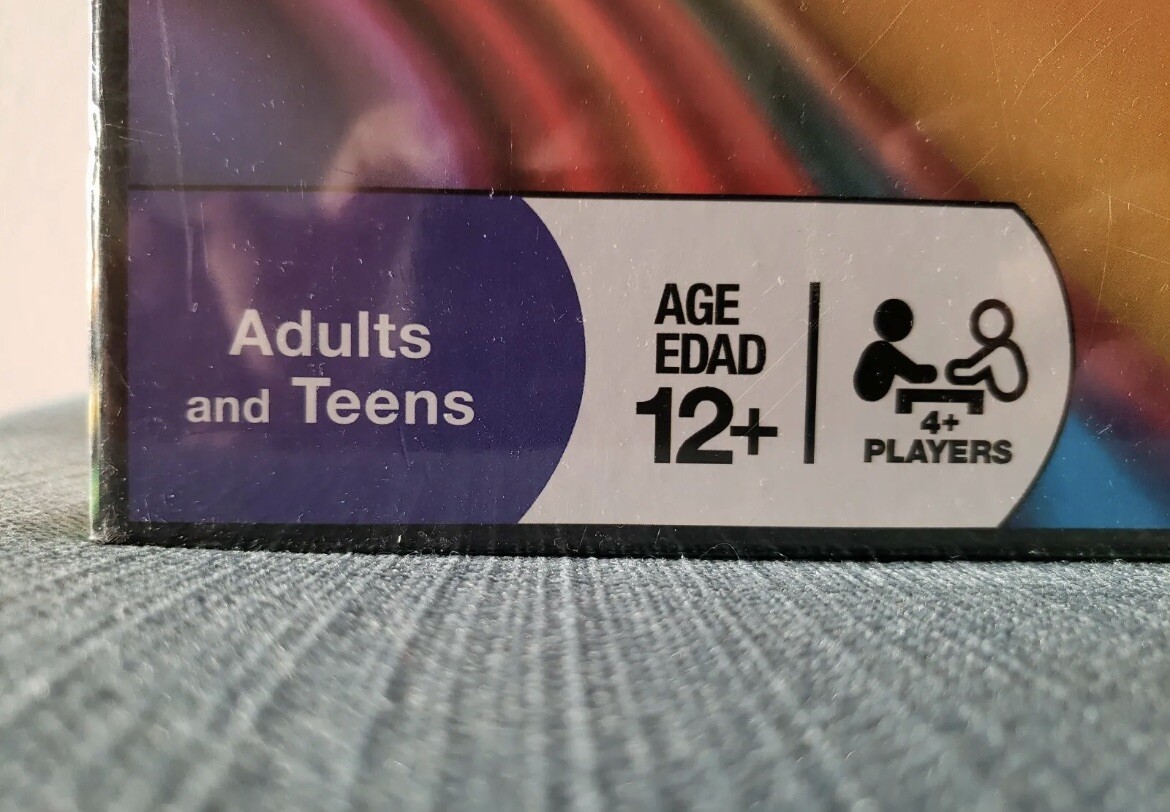 Adults
and Teens
AGE
EDAD
12+
4+
PLAYERS